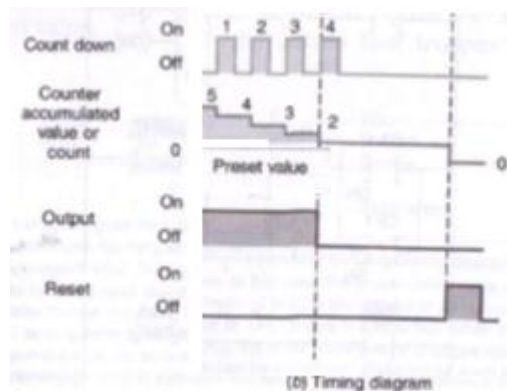 1 2 3 4
On
Count down
Off
5
4
3
2
Counter
accumulated
value or
count
0
0
Preset value
On
Output
Off
On
Reset
Off
(b) Timing diagram